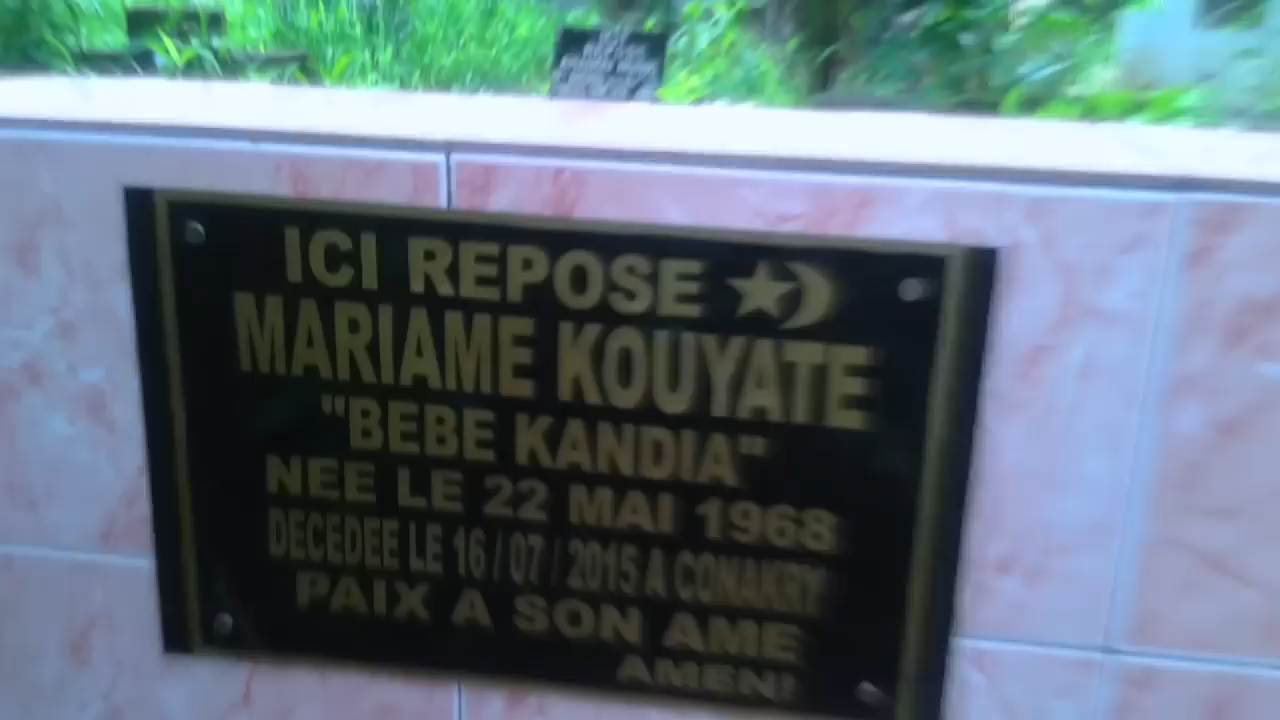 ICI REPOSE
MARIAME KOUYATE
"BEBE KANDIA"
NEE LE 22 MAI 1968
DECEDEE LE 16/07/2015 A CONAKRY
PAIX A SON AME
AMEN!